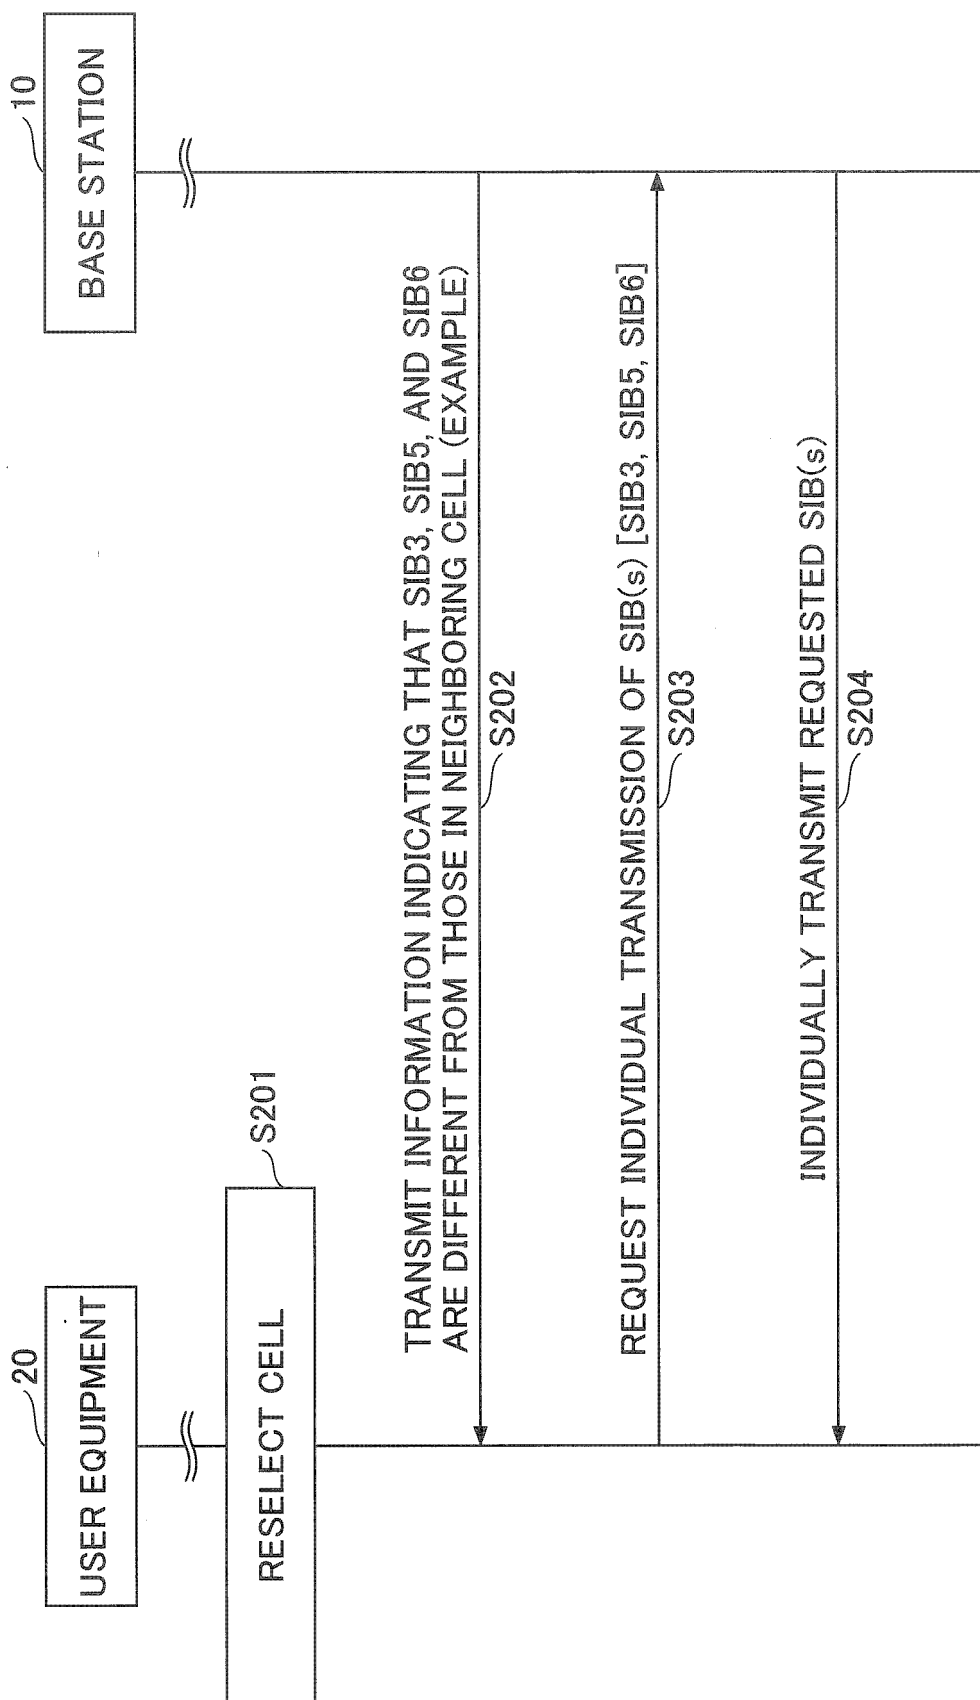 20
USER EQUIPMENT
10
BASE STATION
RESELECT CELL
S201
TRANSMIT INFORMATION INDICATING THAT SIB3, SIB5, AND SIB6
ARE DIFFERENT FROM THOSE IN NEIGHBORING CELL (EXAMPLE)
S202
REQUEST INDIVIDUAL TRANSMISSION OF SIB(s) [SIB3, SIB5, SIB6]
S203
INDIVIDUALLY TRANSMIT REQUESTED SIB(s)
S204